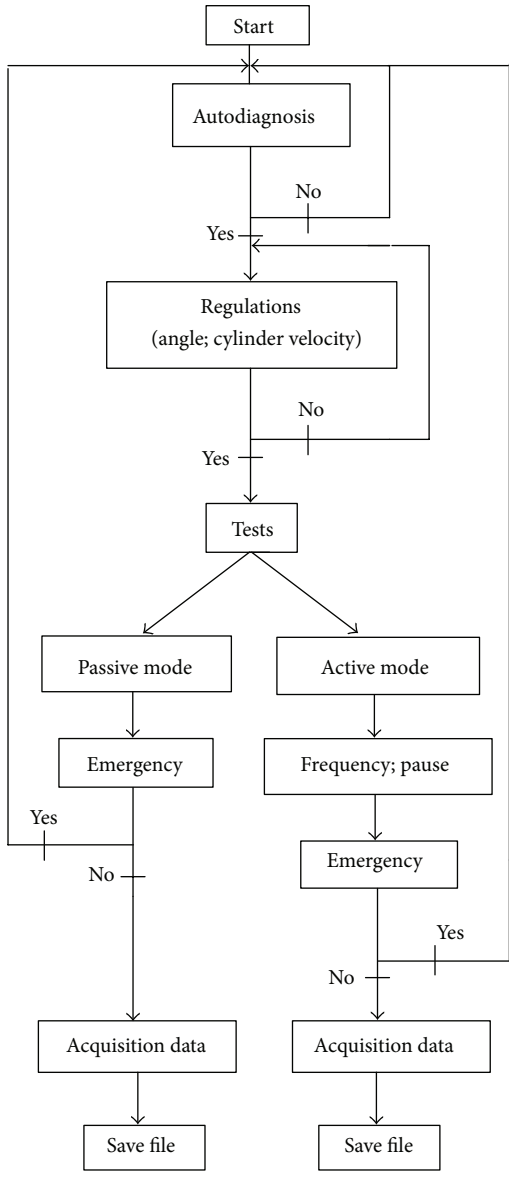 Start
Autodiagnosis
No
Yes
Regulations
(angle; cylinder velocity)
No
Yes
Tests
Passive mode
Active mode
Emergency
Frequency; pause
Yes
No
Emergency
Yes
No
Acquisition data
Acquisition data
Save file
Save file